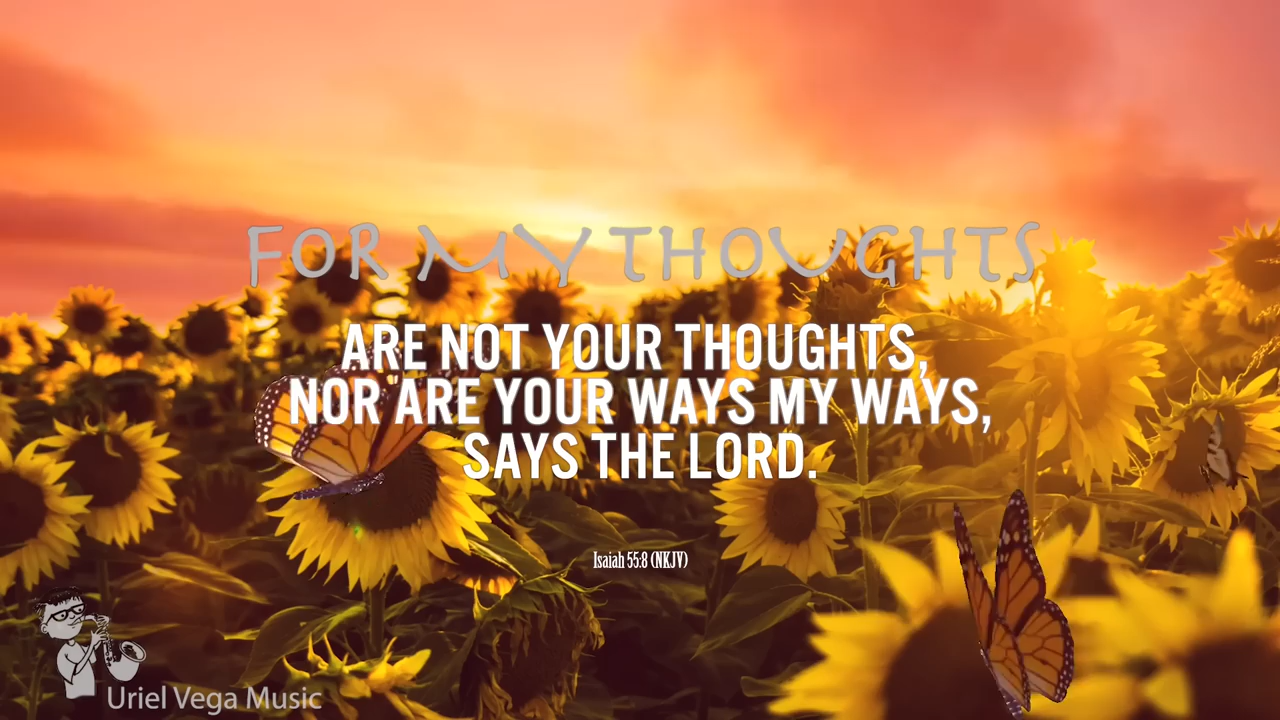 FOR MY THOUGHTS
ARE NOT YOUR THOUGHTS,
NOR ARE YOUR WAYS MY WAYS,
SAYS THE LORD.
Isaiah 55:8 (NKJV)
Uriel Vega Music